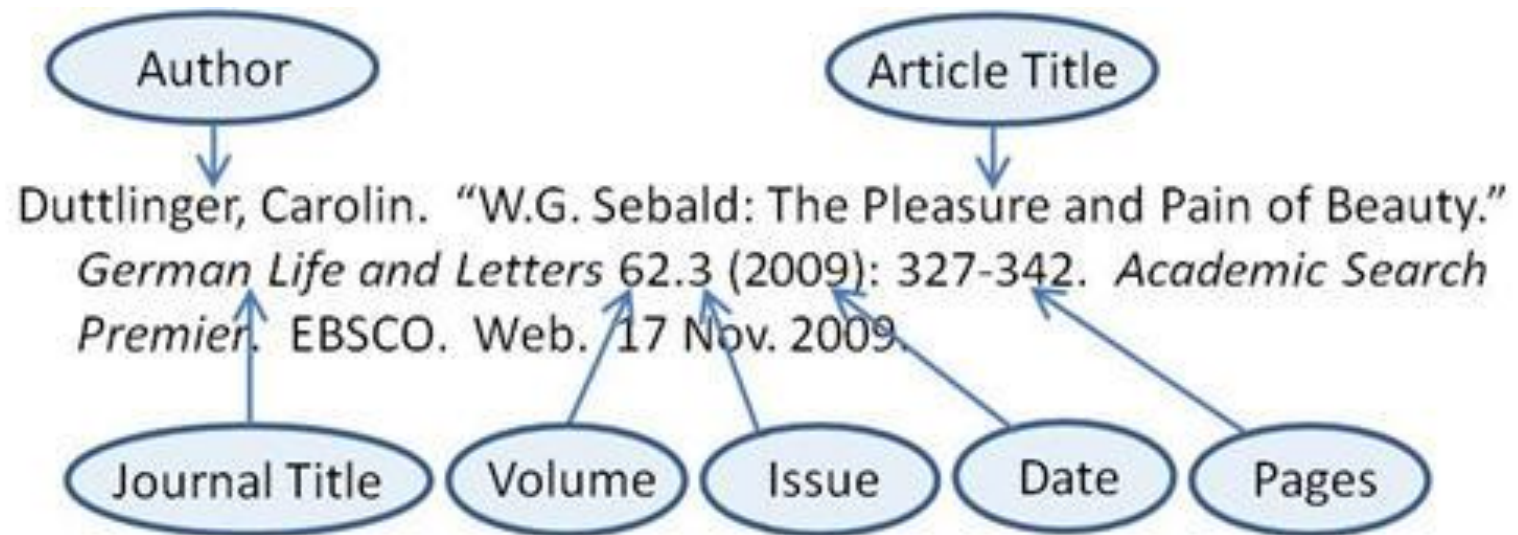 Author
Article Title
Duttlinger, Carolin.  “W.G. Sebald: The Pleasure and Pain of Beauty.”
German Life and Letters 62.3 (2009): 327-342.  Academic Search
Premier.  EBSCO.  Web.  17 Nov. 2009.
Journal Title
Volume
Issue
Date
Pages